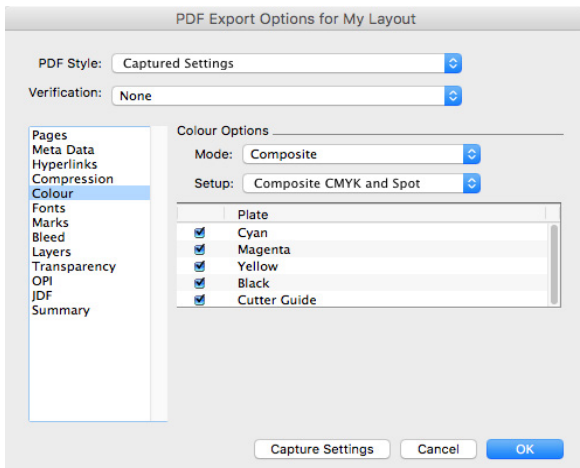 PDF Export Options for My Layout
PDF Style: Captured Settings
Verification: None
Pages
Meta Data
Hyperlinks
Compression
Colour
Fonts
Marks
Bleed
Layers
Transparency
OPI
JDF
Summary
Colour Options
Mode: Composite
Setup: Composite CMYK and Spot
Plate
Cyan
Magenta
Yellow
Black
Cutter Guide
Capture Settings Cancel OK